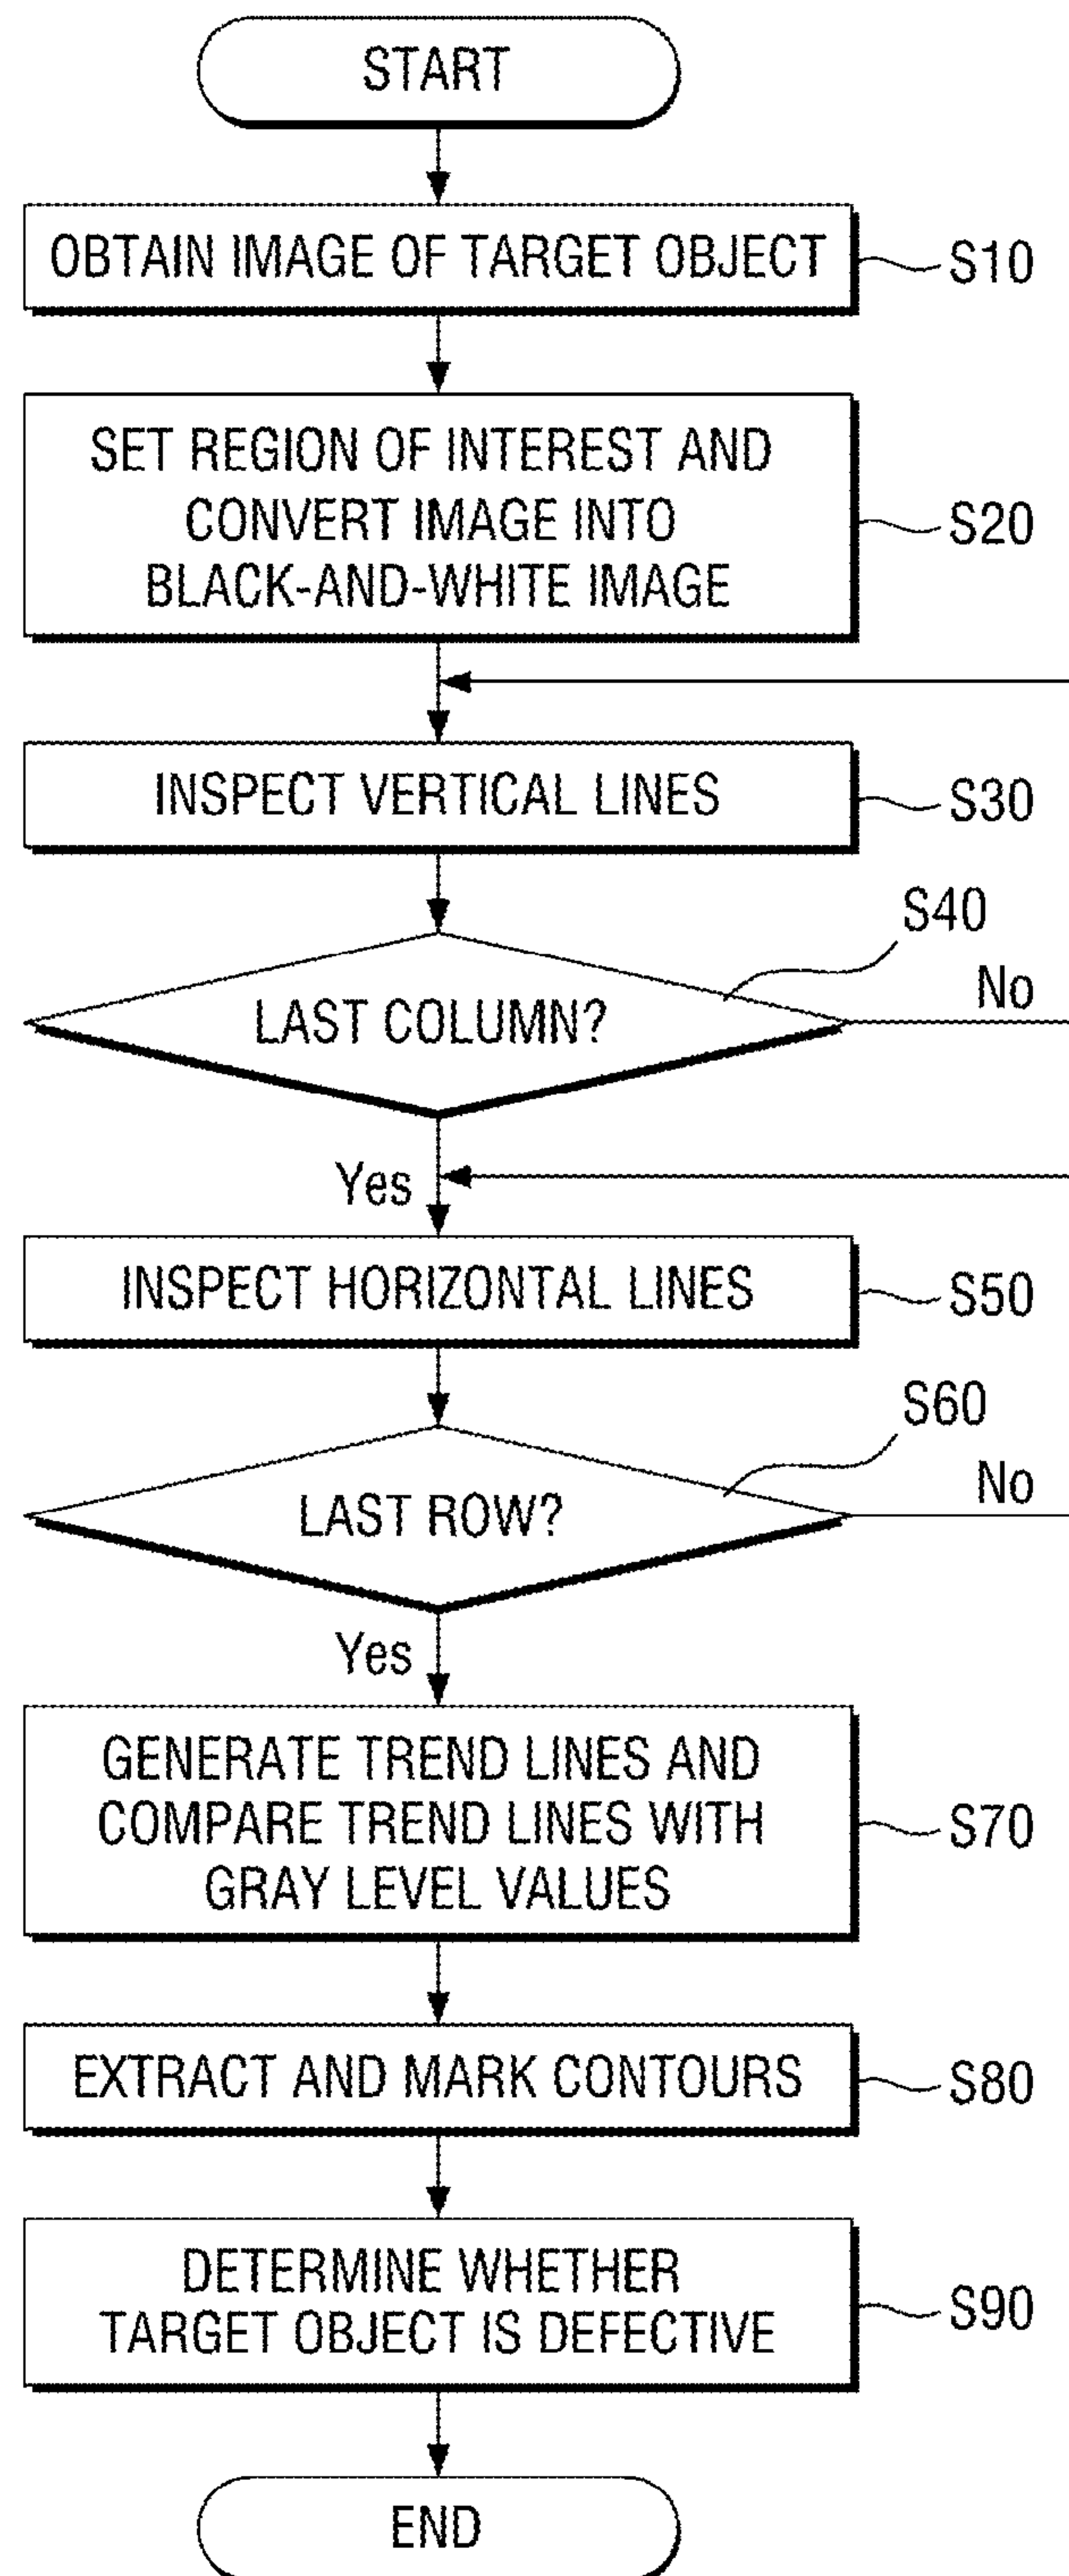 START
OBTAIN IMAGE OF TARGET OBJECT
S10
SET REGION OF INTEREST AND
CONVERT IMAGE INTO
BLACK-AND-WHITE IMAGE
S20
INSPECT VERTICAL LINES
S30
S40
LAST COLUMN?
No
Yes
INSPECT HORIZONTAL LINES
S50
S60
LAST ROW?
No
Yes
GENERATE TREND LINES AND
COMPARE TREND LINES WITH
GRAY LEVEL VALUES
S70
EXTRACT AND MARK CONTOURS
S80
DETERMINE WHETHER
TARGET OBJECT IS DEFECTIVE
S90
END